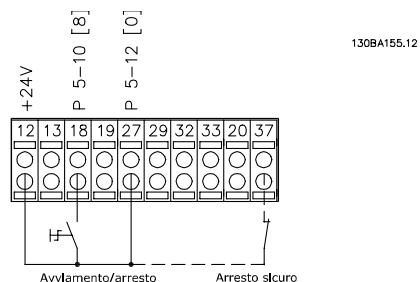 130BA155.12
+24V
P 5-10 [8]
P 5-12 [0]
12 13 18 19 27 29 32 33 20 37
Avviamento/arresto
Arresto sicuro